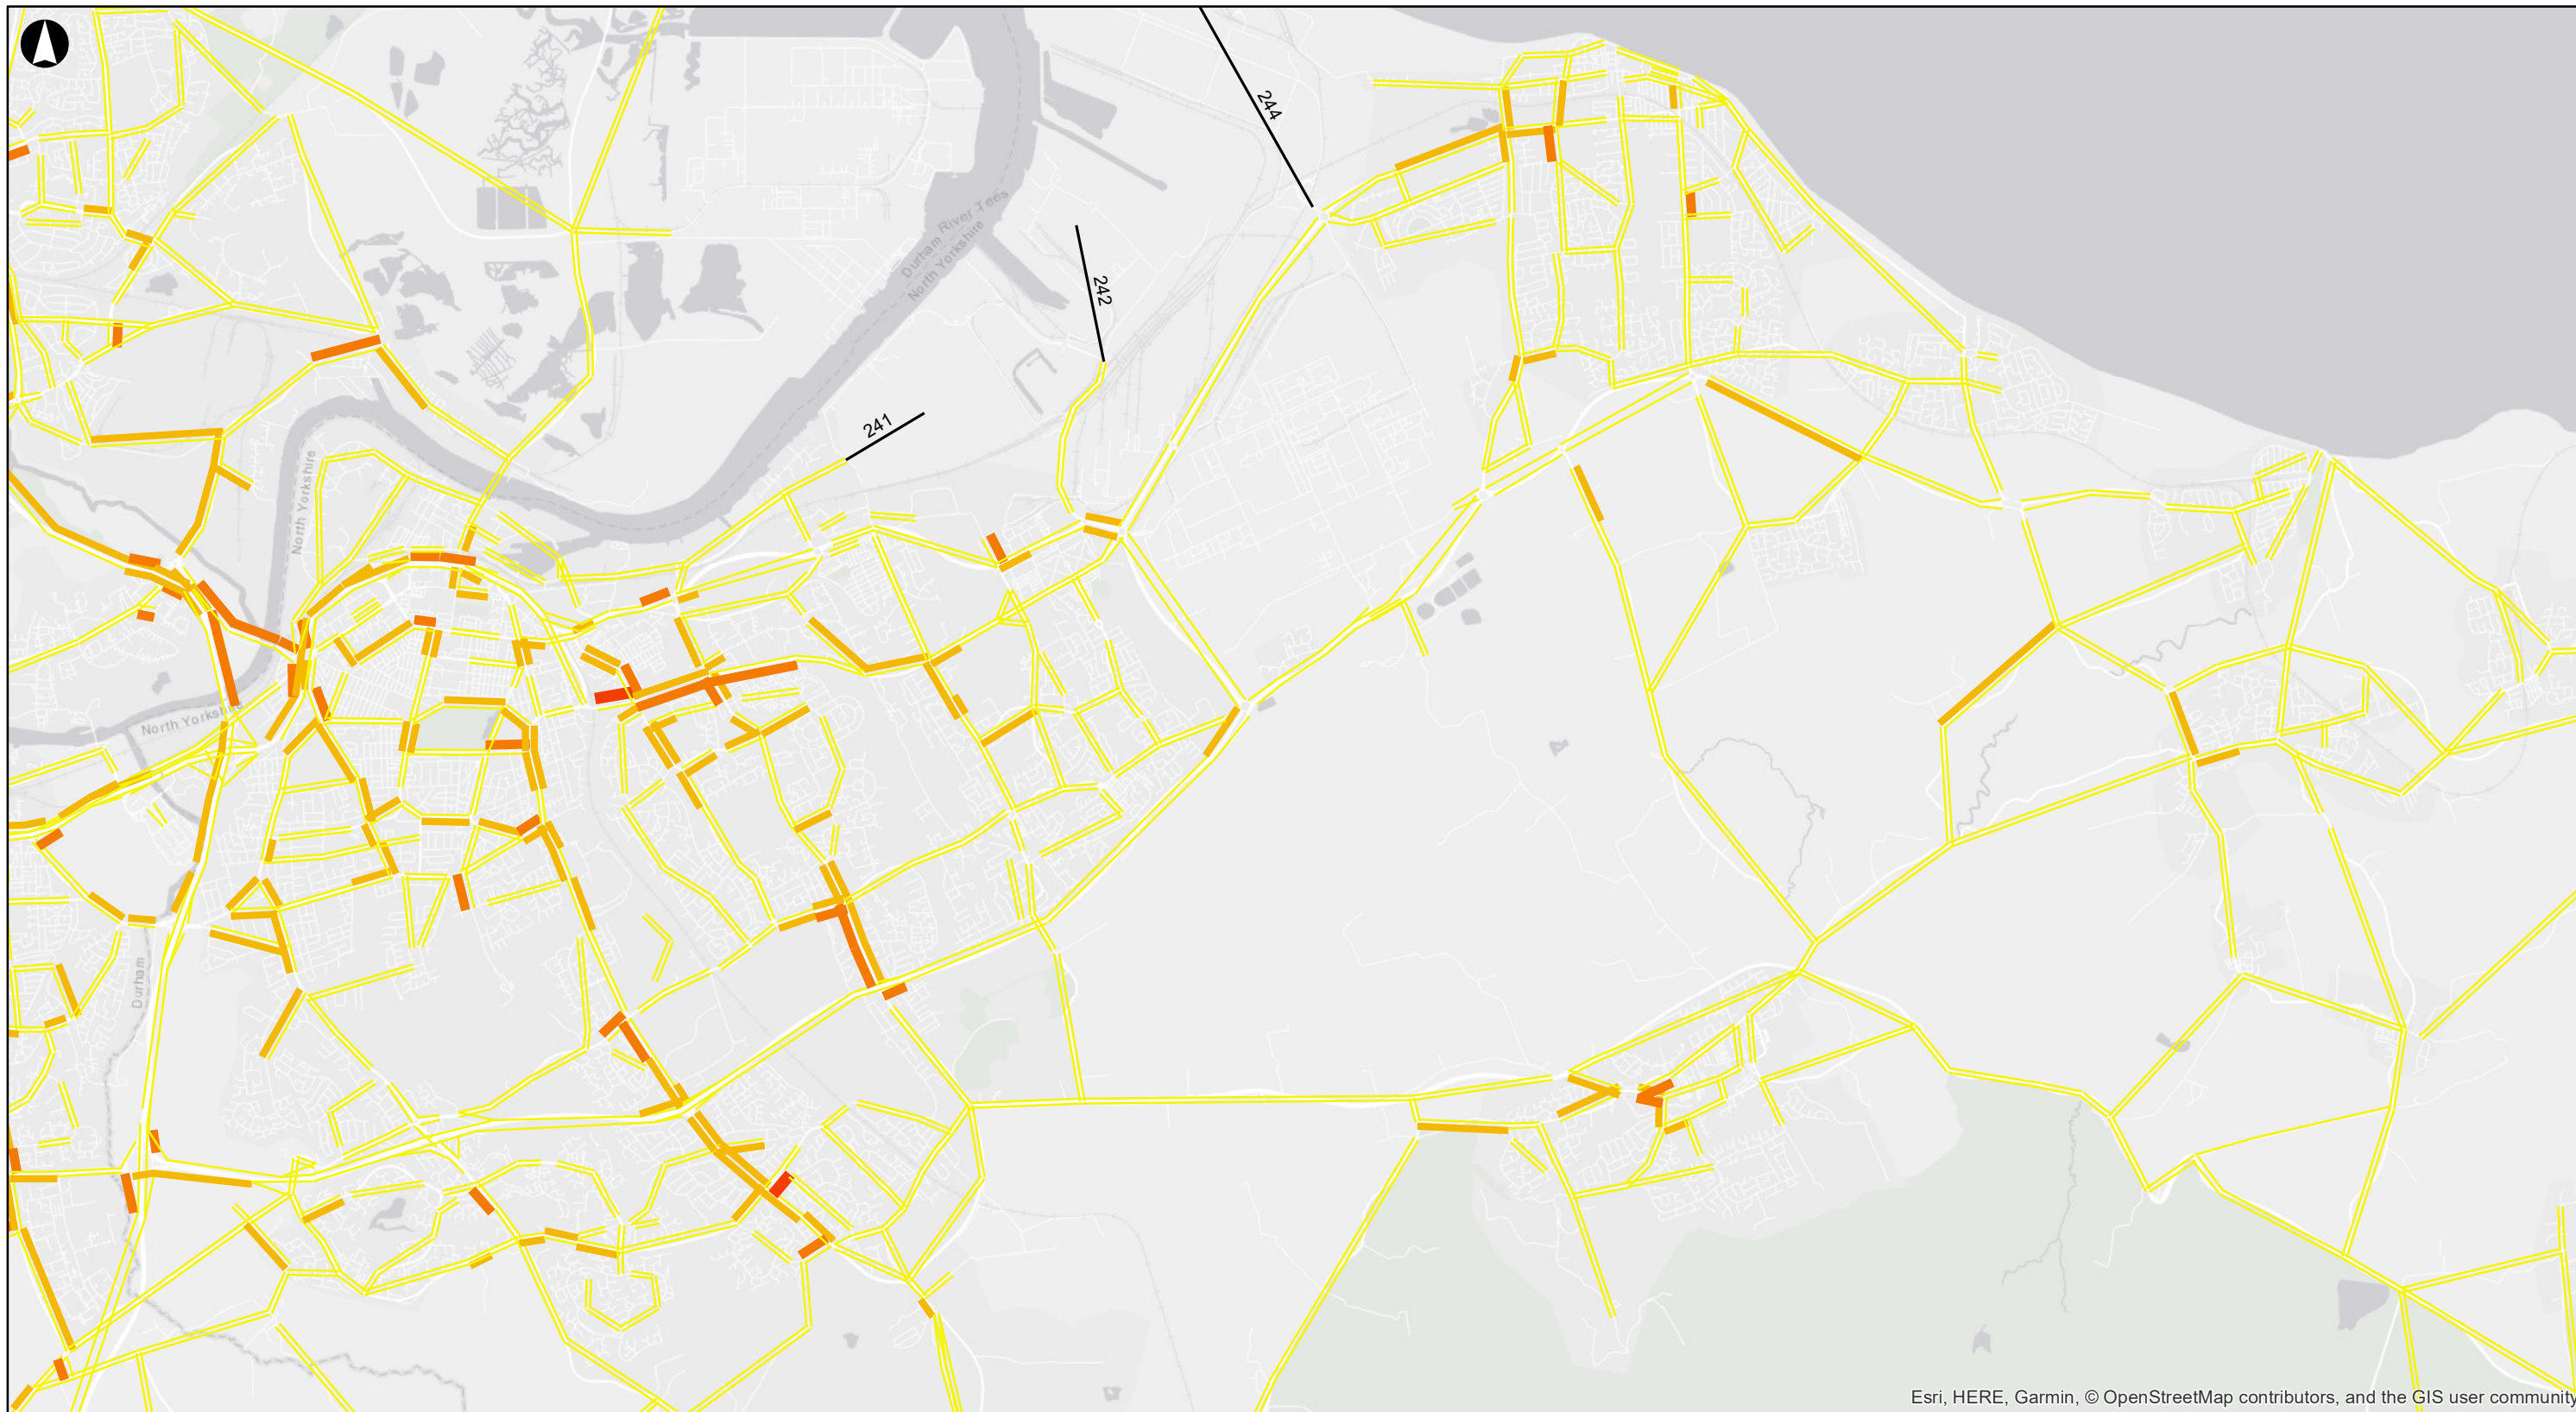 244
Durham River Tees
North Yorkshire
242
241
North Yorkshire
North Yorksh
Durham
Esri, HERE, Garmin, © OpenStreetMap contributors, and the GIS user community